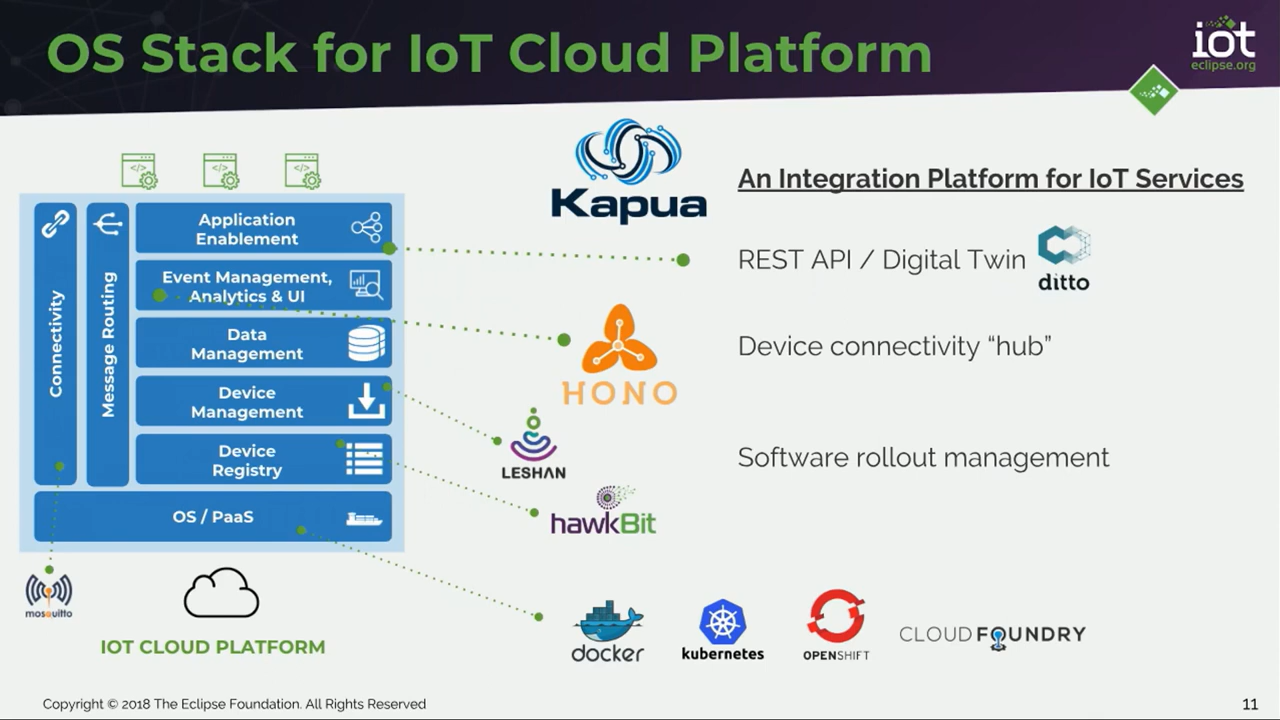 OS Stack for IoT Cloud Platform
iot
eclipse.org
</>
</>
</>
Kapua
An Integration Platform for IoT Services
Connectivity
Message Routing
Application
Enablement
Event Management,
Analytics & UI
Data
Management
Device
Management
Device
Registry
OS / PaaS
REST API / Digital Twin
ditto
HONO
Device connectivity “hub”
LESHAN
Software rollout management
hawkBit
mosquitto
IOT CLOUD PLATFORM
docker
kubernetes
OPENSHIFT
CLOUD FOUNDRY
Copyright © 2018 The Eclipse Foundation. All Rights Reserved
11